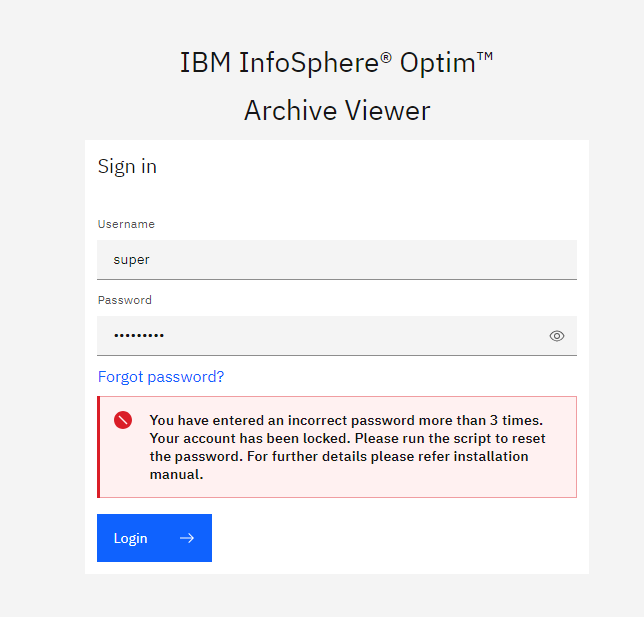 IBM InfoSphere® Optim™
Archive Viewer
Sign in
Username
super
Password
•••••••••
Forgot password?
You have entered an incorrect password more than 3 times.
Your account has been locked. Please run the script to reset
the password. For further details please refer installation
manual.
Login